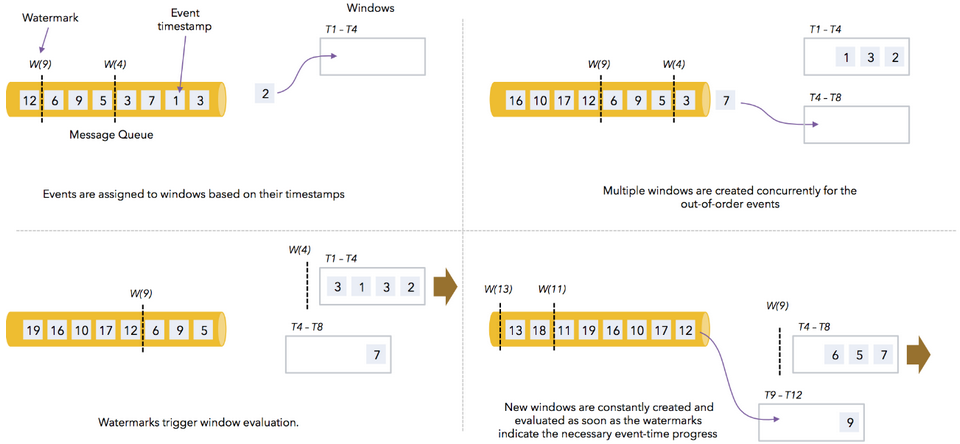 Watermark
Event
timestamp
Windows
T1 – T4
W(9)
W(4)
12 6 9 5 3 7 1 3
2
Message Queue
Events are assigned to windows based on their timestamps
T1 – T4
1 3 2
W(9)
W(4)
16 10 17 12 6 9 5 3
7
T4 – T8
Multiple windows are created concurrently for the
out-of-order events
W(4)
T1 – T4
3 1 3 2
W(9)
19 16 10 17 12 6 9 5
T4 – T8
7
Watermarks trigger window evaluation.
W(13)
W(11)
13 18 11 19 16 10 17 12
W(9)
T4 – T8
6 5 7
T9 – T12
9
New windows are constantly created and
evaluated as soon as the watermarks
indicate the necessary event-time progress